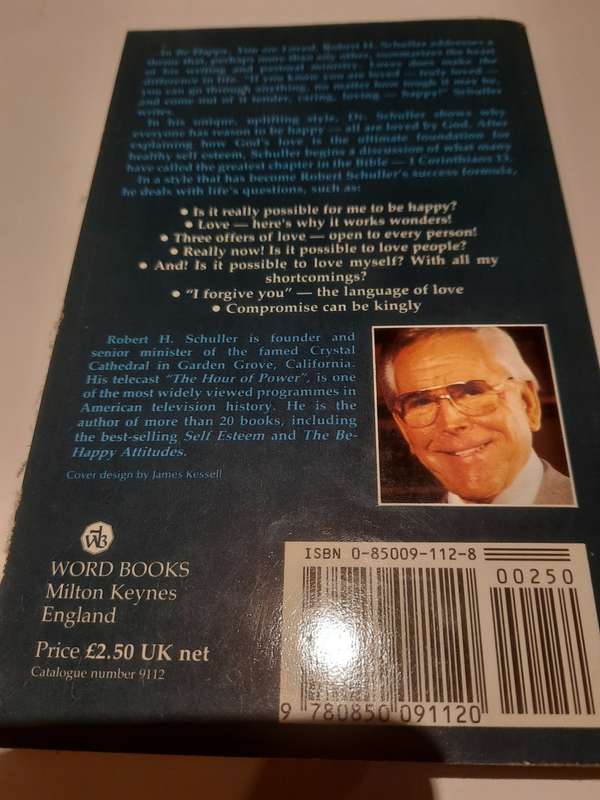 In Be Happy, You are Loved, Robert H. Schuller addresses a
theme that, perhaps more than any other, summarizes the heart
of his writing and pastoral ministry. Love does make the
difference in life. "If you know you are loved — truly loved —
you can go through anything, no matter how tough it may be,
and come out of it tender, caring, loving — happy!" Schuller
writes.
In his unique, uplifting style, Dr. Schuller shows why
everyone has reason to be happy — all are loved by God. After
explaining how God's love is the ultimate foundation for
healthy self esteem, Schuller begins a discussion of what many
have called the greatest chapter in the Bible — 1 Corinthians 13.
In a style that has become Robert Schuller's success formula,
he deals with life's questions, such as:
• Is it really possible for me to be happy?
• Love — here's why it works wonders!
• Three offers of love — open to every person!
• Really now! Is it possible to love people?
• And! Is it possible to love myself? With all my
shortcomings?
• "I forgive you" — the language of love
• Compromise can be kingly
Robert H. Schuller is founder and
senior minister of the famed Crystal
Cathedral in Garden Grove, California.
His telecast "The Hour of Power", is one
of the most widely viewed programmes in
American television history. He is the
author of more than 20 books, including
the best-selling Self Esteem and The Be-
Happy Attitudes.
Cover design by James Kessell
WB
WORD BOOKS
Milton Keynes
England
Price £2.50 UK net
Catalogue number 9112
ISBN 0-85009-112-8
00250
9 780850 091120